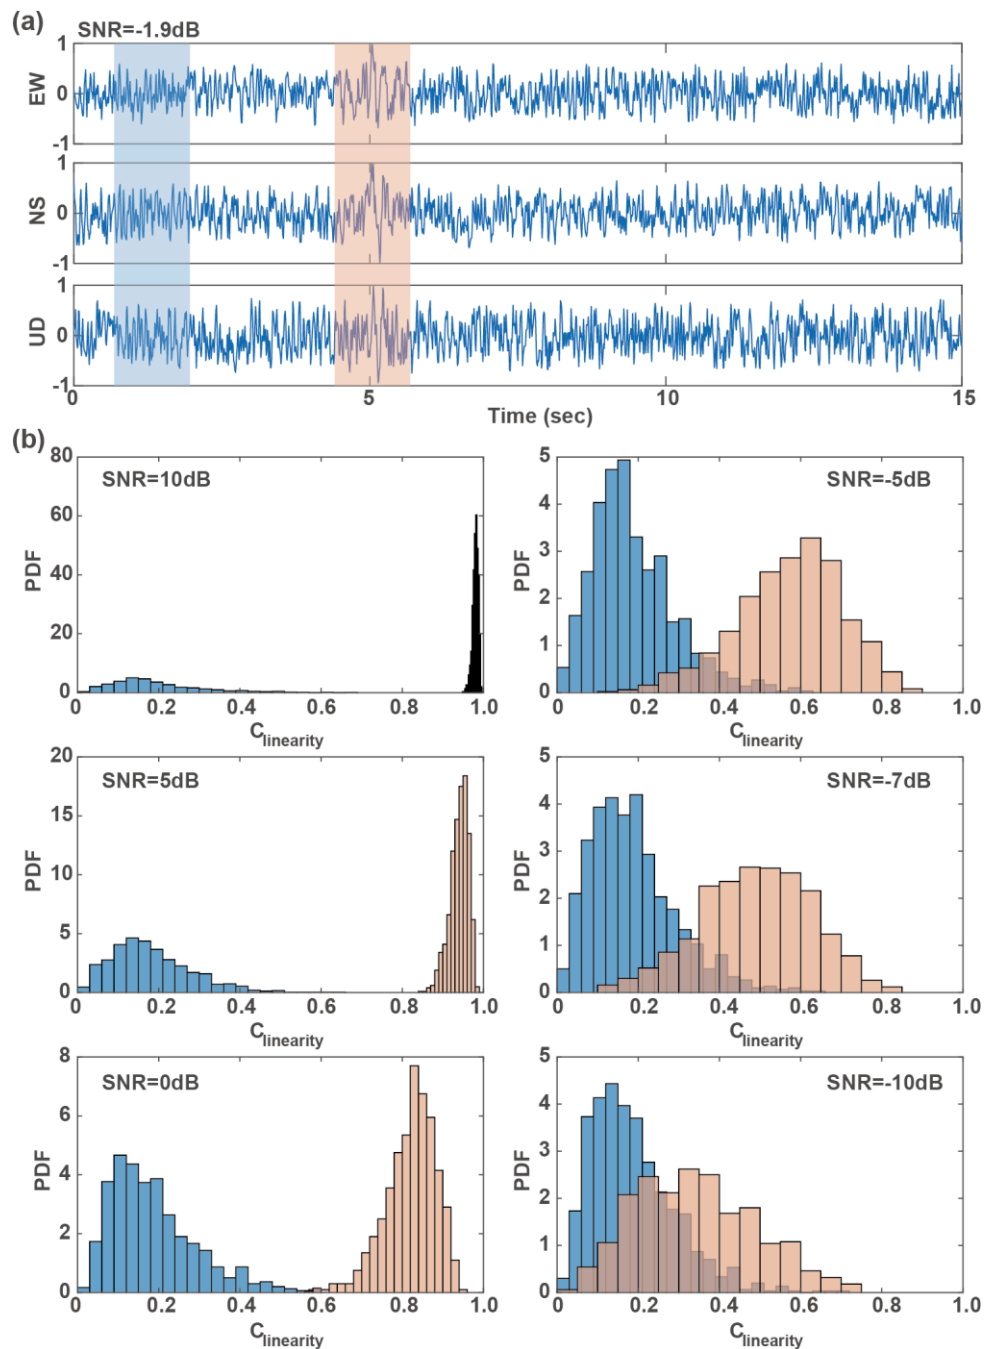 (a)
SNR=-1.9dB
1
EW
0
-1
1
NS
0
-1
1
UD
0
-1
0 5 10 15
Time (sec)
(b)
80
60
40
20
0
PDF
SNR=10dB
0 0.2 0.4 0.6 0.8 1.0
Clinearity
5
4
3
2
1
0
PDF
SNR=-5dB
0 0.2 0.4 0.6 0.8 1.0
Clinearity
20
15
10
5
0
PDF
SNR=5dB
0 0.2 0.4 0.6 0.8 1.0
Clinearity
5
4
3
2
1
0
PDF
SNR=-7dB
0 0.2 0.4 0.6 0.8 1.0
Clinearity
8
6
4
2
0
PDF
SNR=0dB
0 0.2 0.4 0.6 0.8 1.0
Clinearity
5
4
3
2
1
0
PDF
SNR=-10dB
0 0.2 0.4 0.6 0.8 1.0
Clinearity